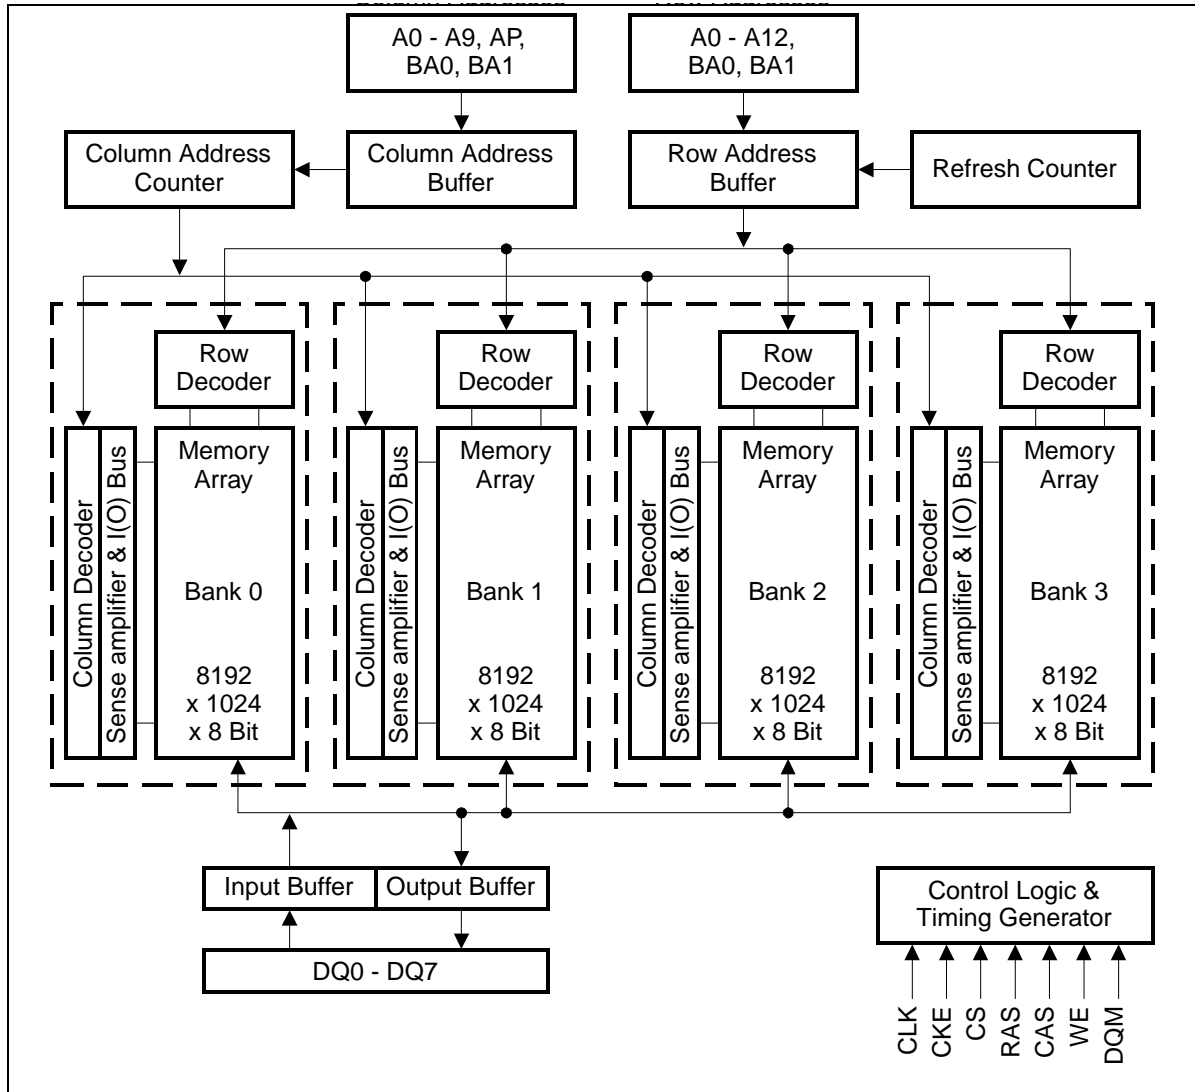 A0 - A9, AP,
BA0, BA1
A0 - A12,
BA0, BA1
Column Address
Counter
Column Address
Buffer
Row Address
Buffer
Refresh Counter
Row
Decoder
Row
Decoder
Row
Decoder
Row
Decoder
Column Decoder
Sense amplifier & I(O) Bus
Memory
Array
Bank 0
8192
x 1024
x 8 Bit
Column Decoder
Sense amplifier & I(O) Bus
Memory
Array
Bank 1
8192
x 1024
x 8 Bit
Column Decoder
Sense amplifier & I(O) Bus
Memory
Array
Bank 2
8192
x 1024
x 8 Bit
Column Decoder
Sense amplifier & I(O) Bus
Memory
Array
Bank 3
8192
x 1024
x 8 Bit
Input Buffer
Output Buffer
DQ0 - DQ7
Control Logic &
Timing Generator
CLK
CKE
CS
RAS
CAS
WE
DQM